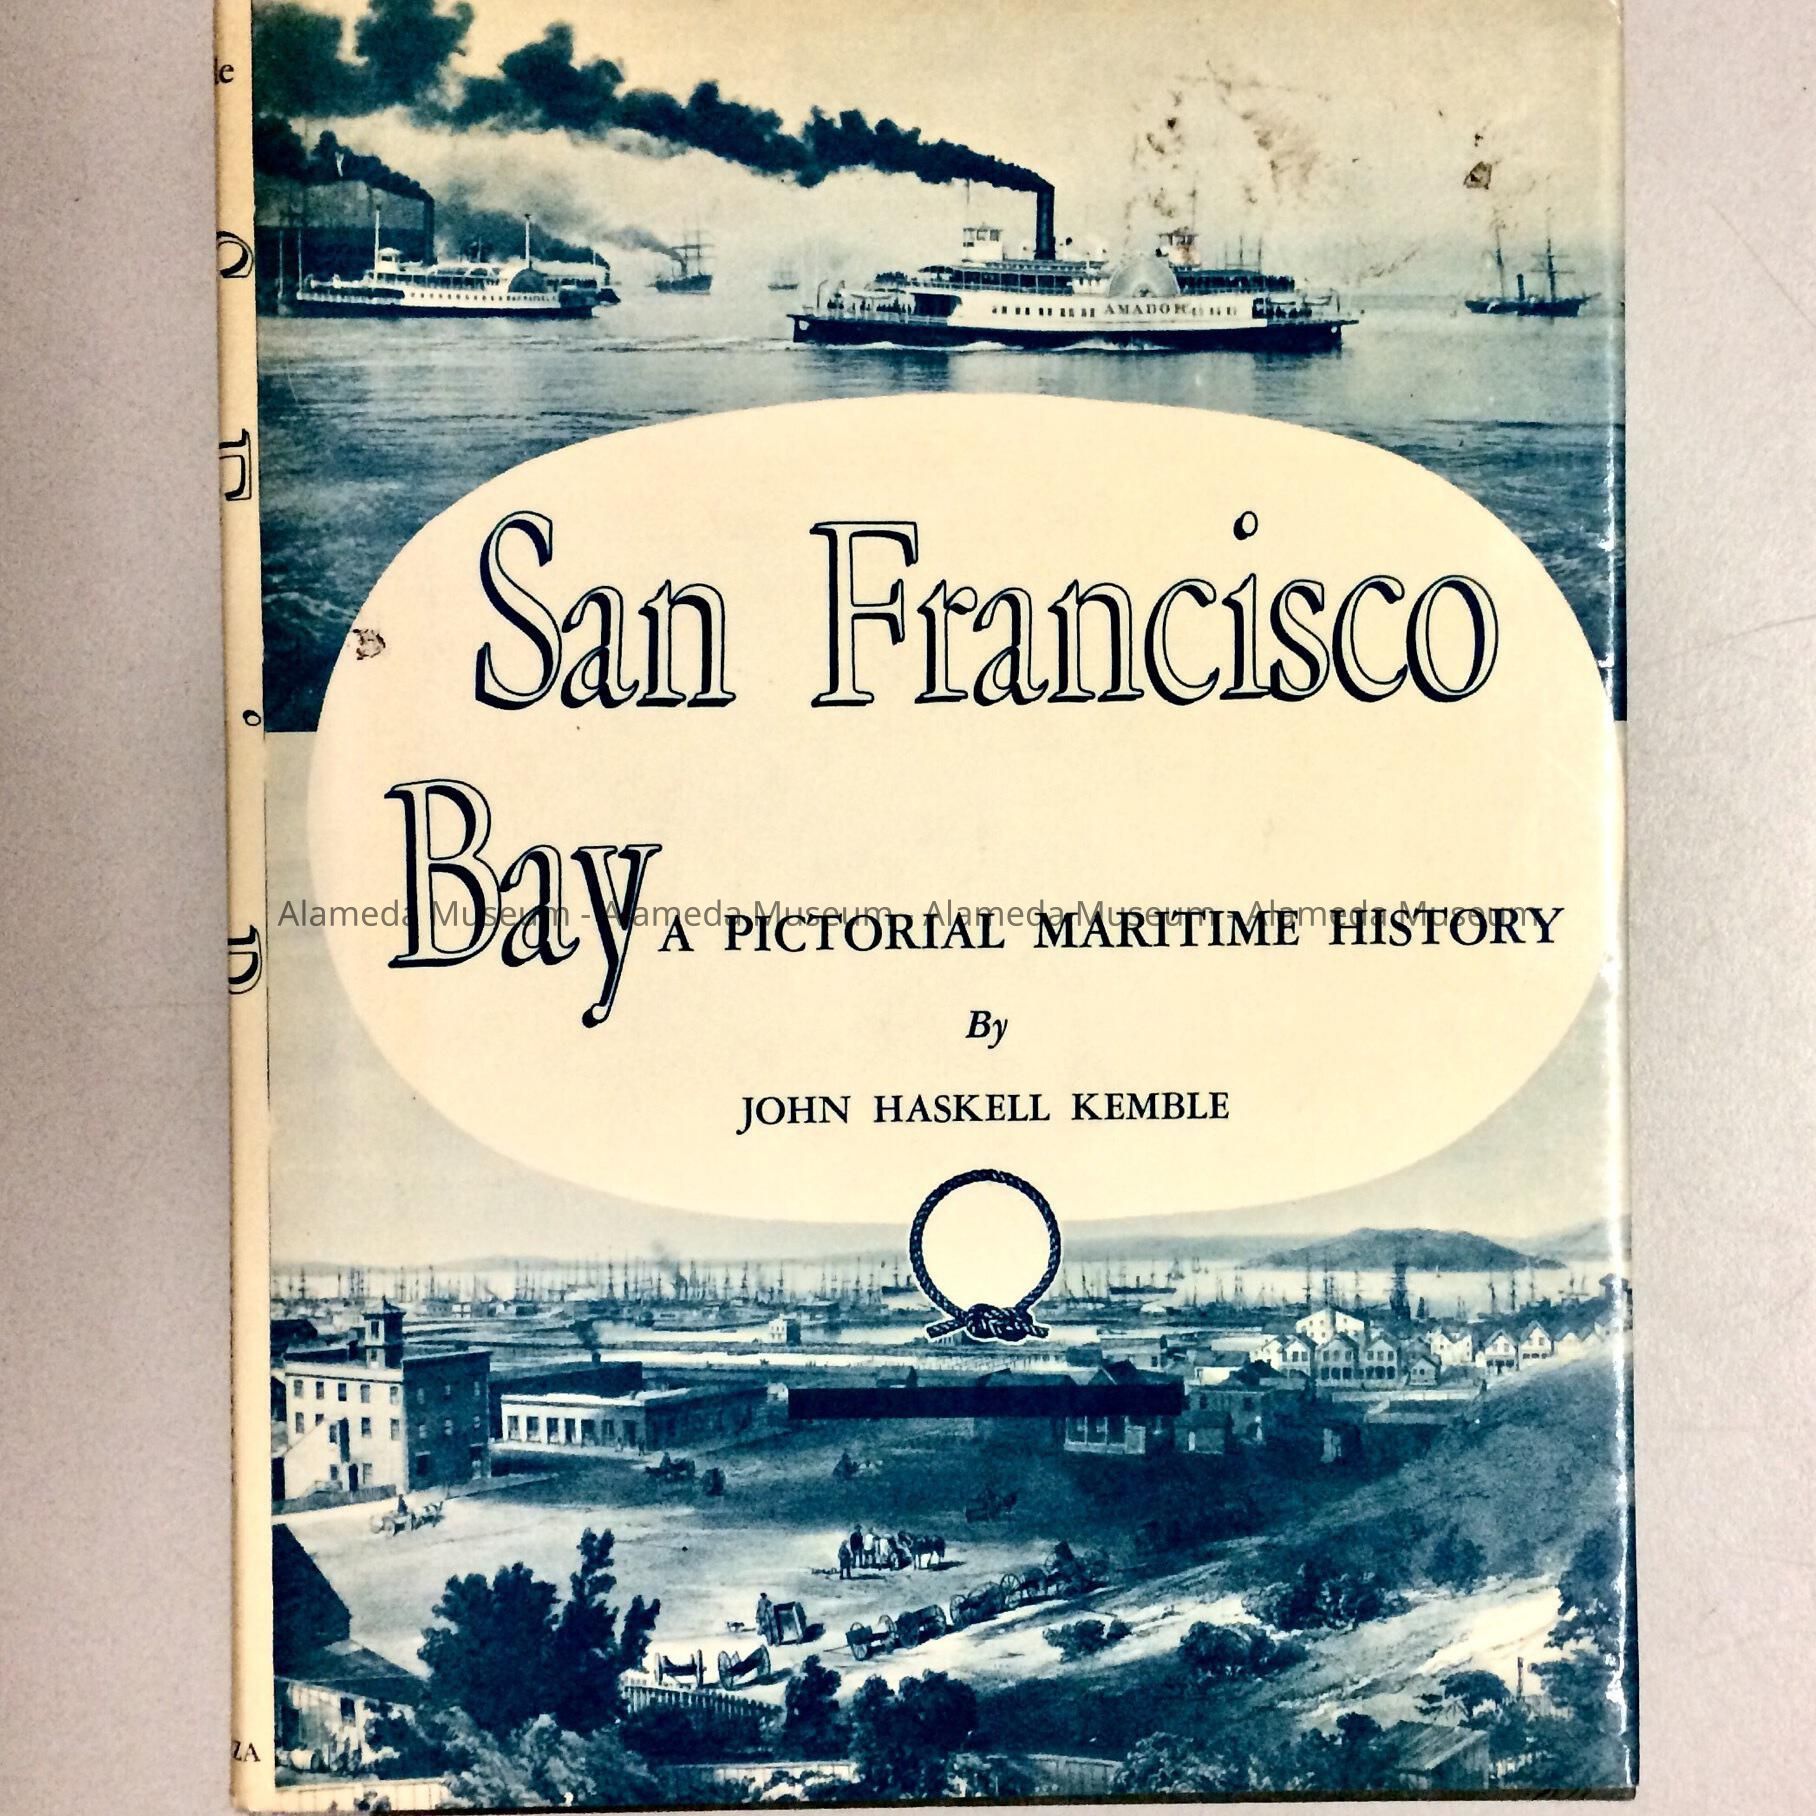 AMADOR
San Francisco
Bay A PICTORIAL MARITIME HISTORY
Alameda Museum - Alameda Museum - Alameda Museum - Alameda Museum
By
JOHN HASKELL KEMBLE